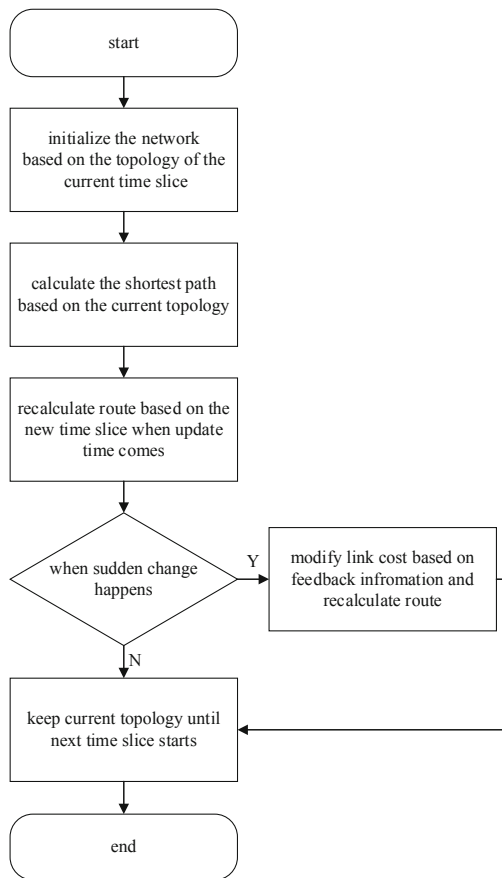 start
initialize the network
based on the topology of the
current time slice
calculate the shortest path
based on the current topology
recalculate route based on the
new time slice when update
time comes
when sudden change
happens
Y
modify link cost based on
feedback infromation and
recalculate route
N
keep current topology until
next time slice starts
end